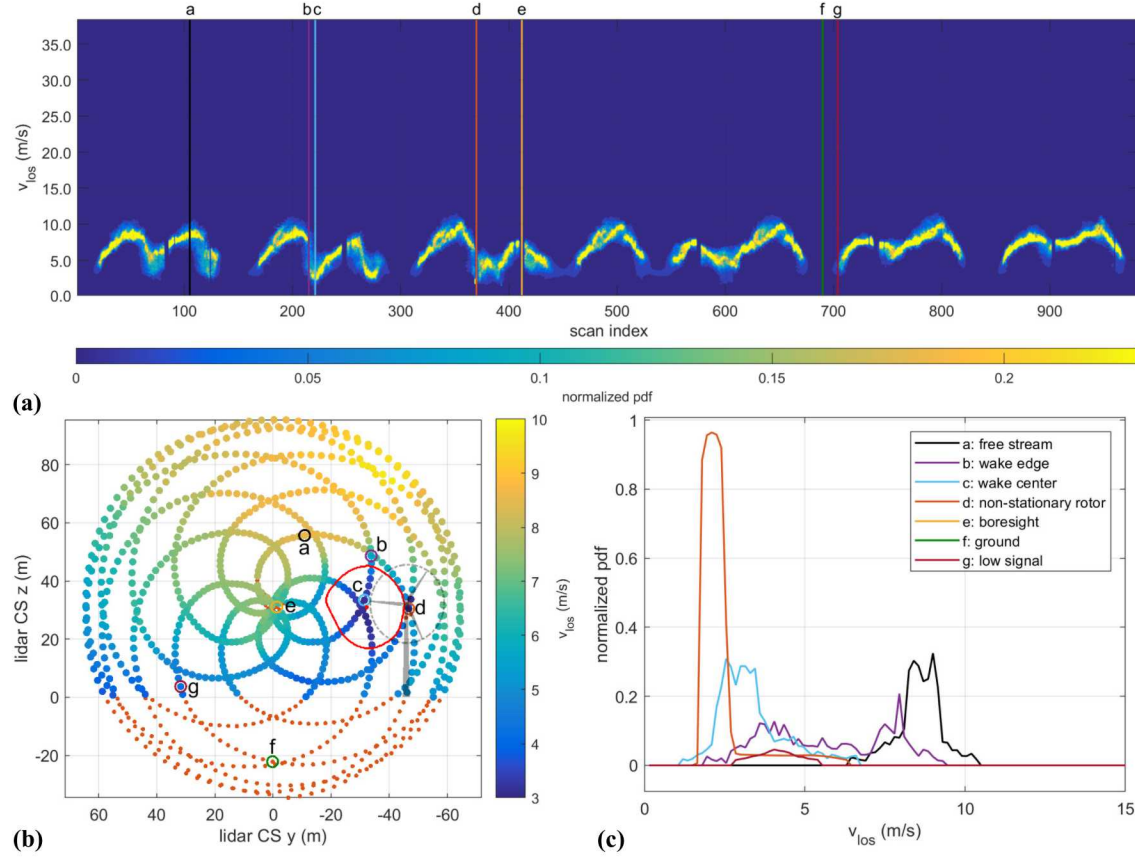 a b c d e f g
35.0
30.0
25.0
20.0
15.0
10.0
5.0
0.0
v_los (m/s)
100 200 300 400 500 600 700 800 900
scan index
0 0.05 0.1 0.15 0.2
normalized pdf
(a)
80
60
40
20
0
-20
lidar CS z (m)
60 40 20 0 -20 -40 -60
lidar CS y (m)
a
b
c
d
e
g
f
10
9
8
7
6
5
4
3
v_los (m/s)
(b)
1
0.8
0.6
0.4
0.2
0
normalized pdf
a: free stream
b: wake edge
c: wake center
d: non-stationary rotor
e: boresight
f: ground
g: low signal
0 5 10 15
v_los (m/s)
(c)